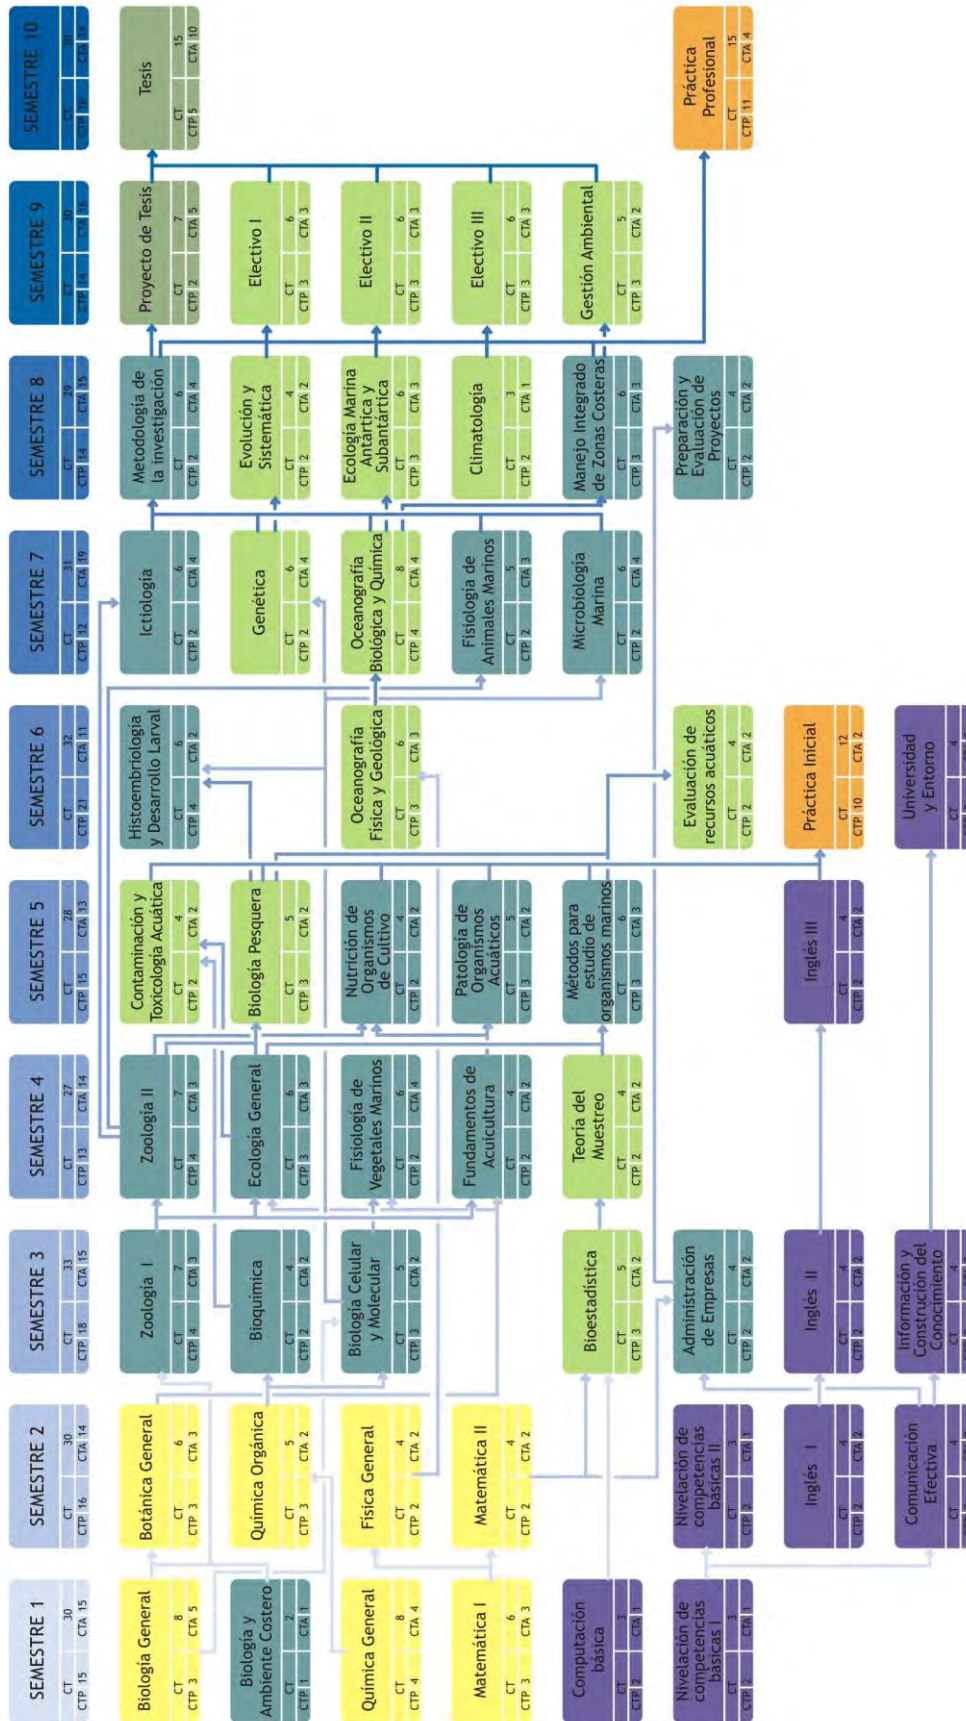 SEMESTRE 1
CT 30
CTP 15 CTA 15
Biología General
CT 8
CTP 3 CTA 5
Biología y
Ambiente Costero
CT 2
CTP 1 CTA 1
Química General
CT 8
CTP 4 CTA 4
Matemática I
CT 6
CTP 3 CTA 3
Computación
básica
CT 3
CTP 2 CTA 1
Nivelación de
competencias
básicas I
CT 3
CTP 2 CTA 1
SEMESTRE 2
CT 30
CTP 16 CTA 14
Botánica General
CT 6
CTP 3 CTA 3
Química Orgánica
CT 5
CTP 3 CTA 2
Física General
CT 4
CTP 2 CTA 2
Matemática II
CT 4
CTP 2 CTA 2
Nivelación de
competencias
básicas II
CT 3
CTP 2 CTA 1
Inglés I
CT 4
CTP 2 CTA 2
Comunicación
Efectiva
CT 4
SEMESTRE 3
CT 33
CTP 18 CTA 15
Zoología I
CT 7
CTP 4 CTA 3
Bioquímica
CT 4
CTP 2 CTA 2
Biología Celular
y Molecular
CT 5
CTP 3 CTA 2
Bioestadística
CT 5
CTP 3 CTA 2
Administración
de Empresas
CT 4
CTP 2 CTA 2
Inglés II
CT 4
CTP 2 CTA 2
Información y
Construcción del
Conocimiento
CT 4
SEMESTRE 4
CT 27
CTP 13 CTA 14
Zoología II
CT 7
CTP 4 CTA 3
Ecología General
CT 6
CTP 3 CTA 3
Fisiología de
Vegetales Marinos
CT 6
CTP 2 CTA 4
Fundamentos de
Acuicultura
CT 4
CTP 2 CTA 2
Teoría del
Muestreo
CT 4
CTP 2 CTA 2
SEMESTRE 5
CT 28
CTP 15 CTA 13
Contaminación y
Toxicología Acuática
CT 4
CTP 2 CTA 2
Biología Pesquera
CT 5
CTP 3 CTA 2
Nutrición de
Organismos
de Cultivo
CT 4
CTP 2 CTA 2
Patología de
Organismos
Acuáticos
CT 5
CTP 3 CTA 2
Métodos para
estudio de
organismos marinos
CT 6
CTP 3 CTA 3
Inglés III
CT 4
CTP 2 CTA 2
SEMESTRE 6
CT 32
CTP 21 CTA 11
Histoembriología
y Desarrollo Larval
CT 6
CTP 4 CTA 2
Oceanografía
Física y Geológica
CT 6
CTP 3 CTA 3
Evaluación de
recursos acuáticos
CT 4
CTP 2 CTA 2
Práctica Inicial
CT 12
CTP 10 CTA 2
Universidad
y Entorno
CT 4
SEMESTRE 7
CT 31
CTP 12 CTA 19
Ictiología
CT 6
CTP 2 CTA 4
Genética
CT 6
CTP 2 CTA 4
Oceanografía
Biológica y Química
CT 8
CTP 4 CTA 4
Fisiología de
Animales Marinos
CT 5
CTP 2 CTA 3
Microbiología
Marina
CT 6
CTP 2 CTA 4
SEMESTRE 8
CT 29
CTP 14 CTA 15
Metodología de
la investigación
CT 6
CTP 2 CTA 4
Evolución y
Sistemática
CT 4
CTP 2 CTA 2
Ecología Marina
Antártica y
Subantártica
CT 6
CTP 3 CTA 3
Climatología
CT 3
CTP 2 CTA 1
Manejo Integrado
de Zonas Costeras
CT 6
CTP 3 CTA 3
Preparación y
Evaluación de
Proyectos
CT 4
CTP 2 CTA 2
SEMESTRE 9
CT 30
CTP 14 CTA 16
Proyecto de Tesis
CT 7
CTP 2 CTA 5
Electivo I
CT 6
CTP 3 CTA 3
Electivo II
CT 6
CTP 3 CTA 3
Electivo III
CT 6
CTP 3 CTA 3
Gestión Ambiental
CT 5
CTP 3 CTA 2
SEMESTRE 10
CT 30
CTP 16 CTA 14
Tesis
CT 15
CTP 5 CTA 10
Práctica
Profesional
CT 15
CTP 11 CTA 4